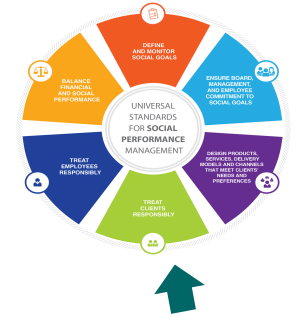 DEFINE
AND MONITOR
SOCIAL GOALS
ENSURE BOARD,
MANAGEMENT,
AND EMPLOYEE
COMMITMENT TO
SOCIAL GOALS
DESIGN PRODUCTS,
SERVICES, DELIVERY
MODELS AND CHANNELS
THAT MEET CLIENTS'
NEEDS AND
PREFERENCES
TREAT
CLIENTS
RESPONSIBLY
TREAT
EMPLOYEES
RESPONSIBLY
BALANCE
FINANCIAL
AND SOCIAL
PERFORMANCE
UNIVERSAL
STANDARDS
FOR SOCIAL
PERFORMANCE
MANAGEMENT